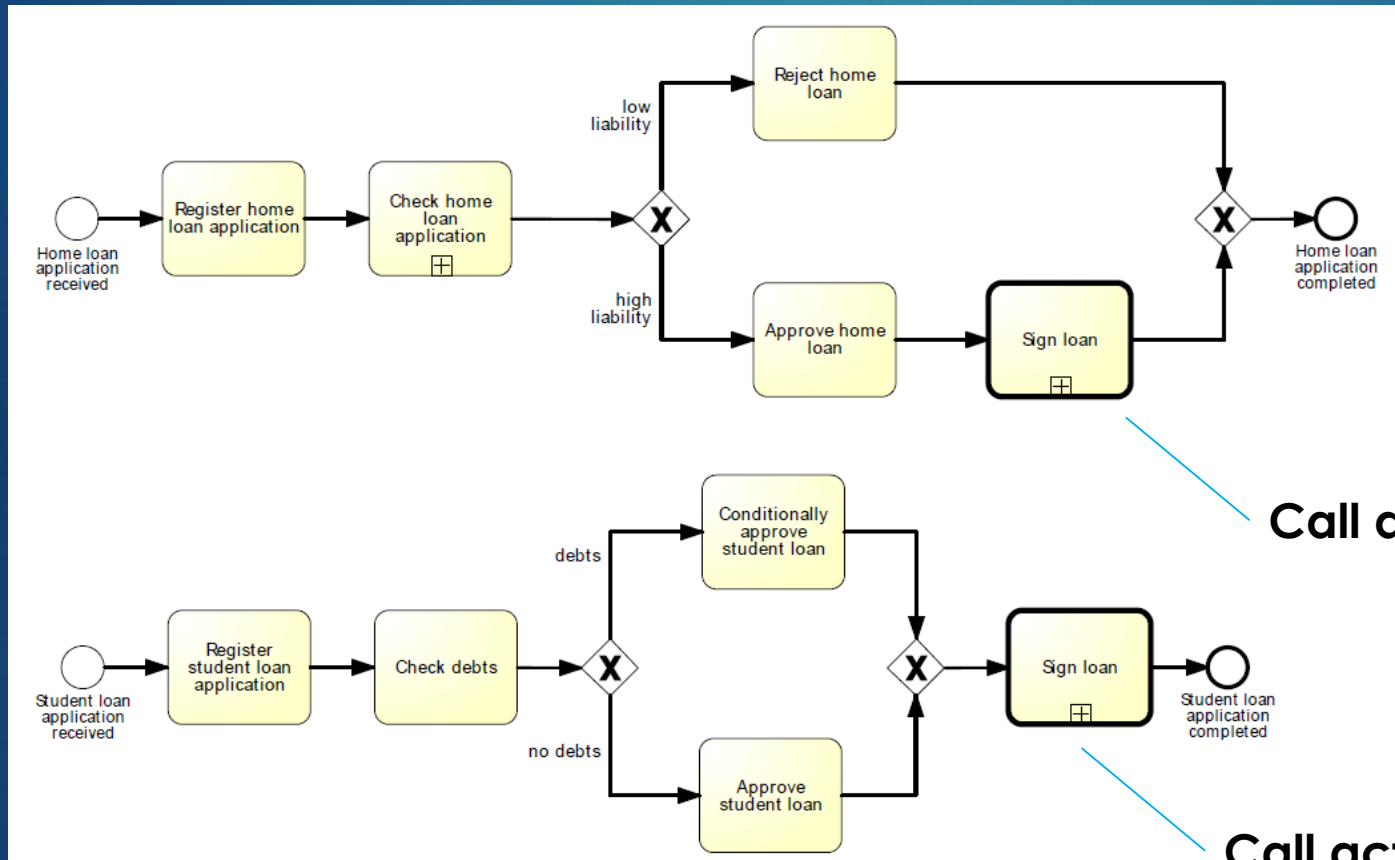 Reject home
loan
low
liability
Register home
loan application
Check home
loan
application
X
X
Home loan
application
received
Home loan
application
completed
high
liability
Approve home
loan
Sign loan
Call
Conditionally
approve
student loan
debts
Register
student loan
application
Check debts
X
X
Sign loan
Student loan
application
received
Student loan
application
completed
no debts
Approve
student loan
Call